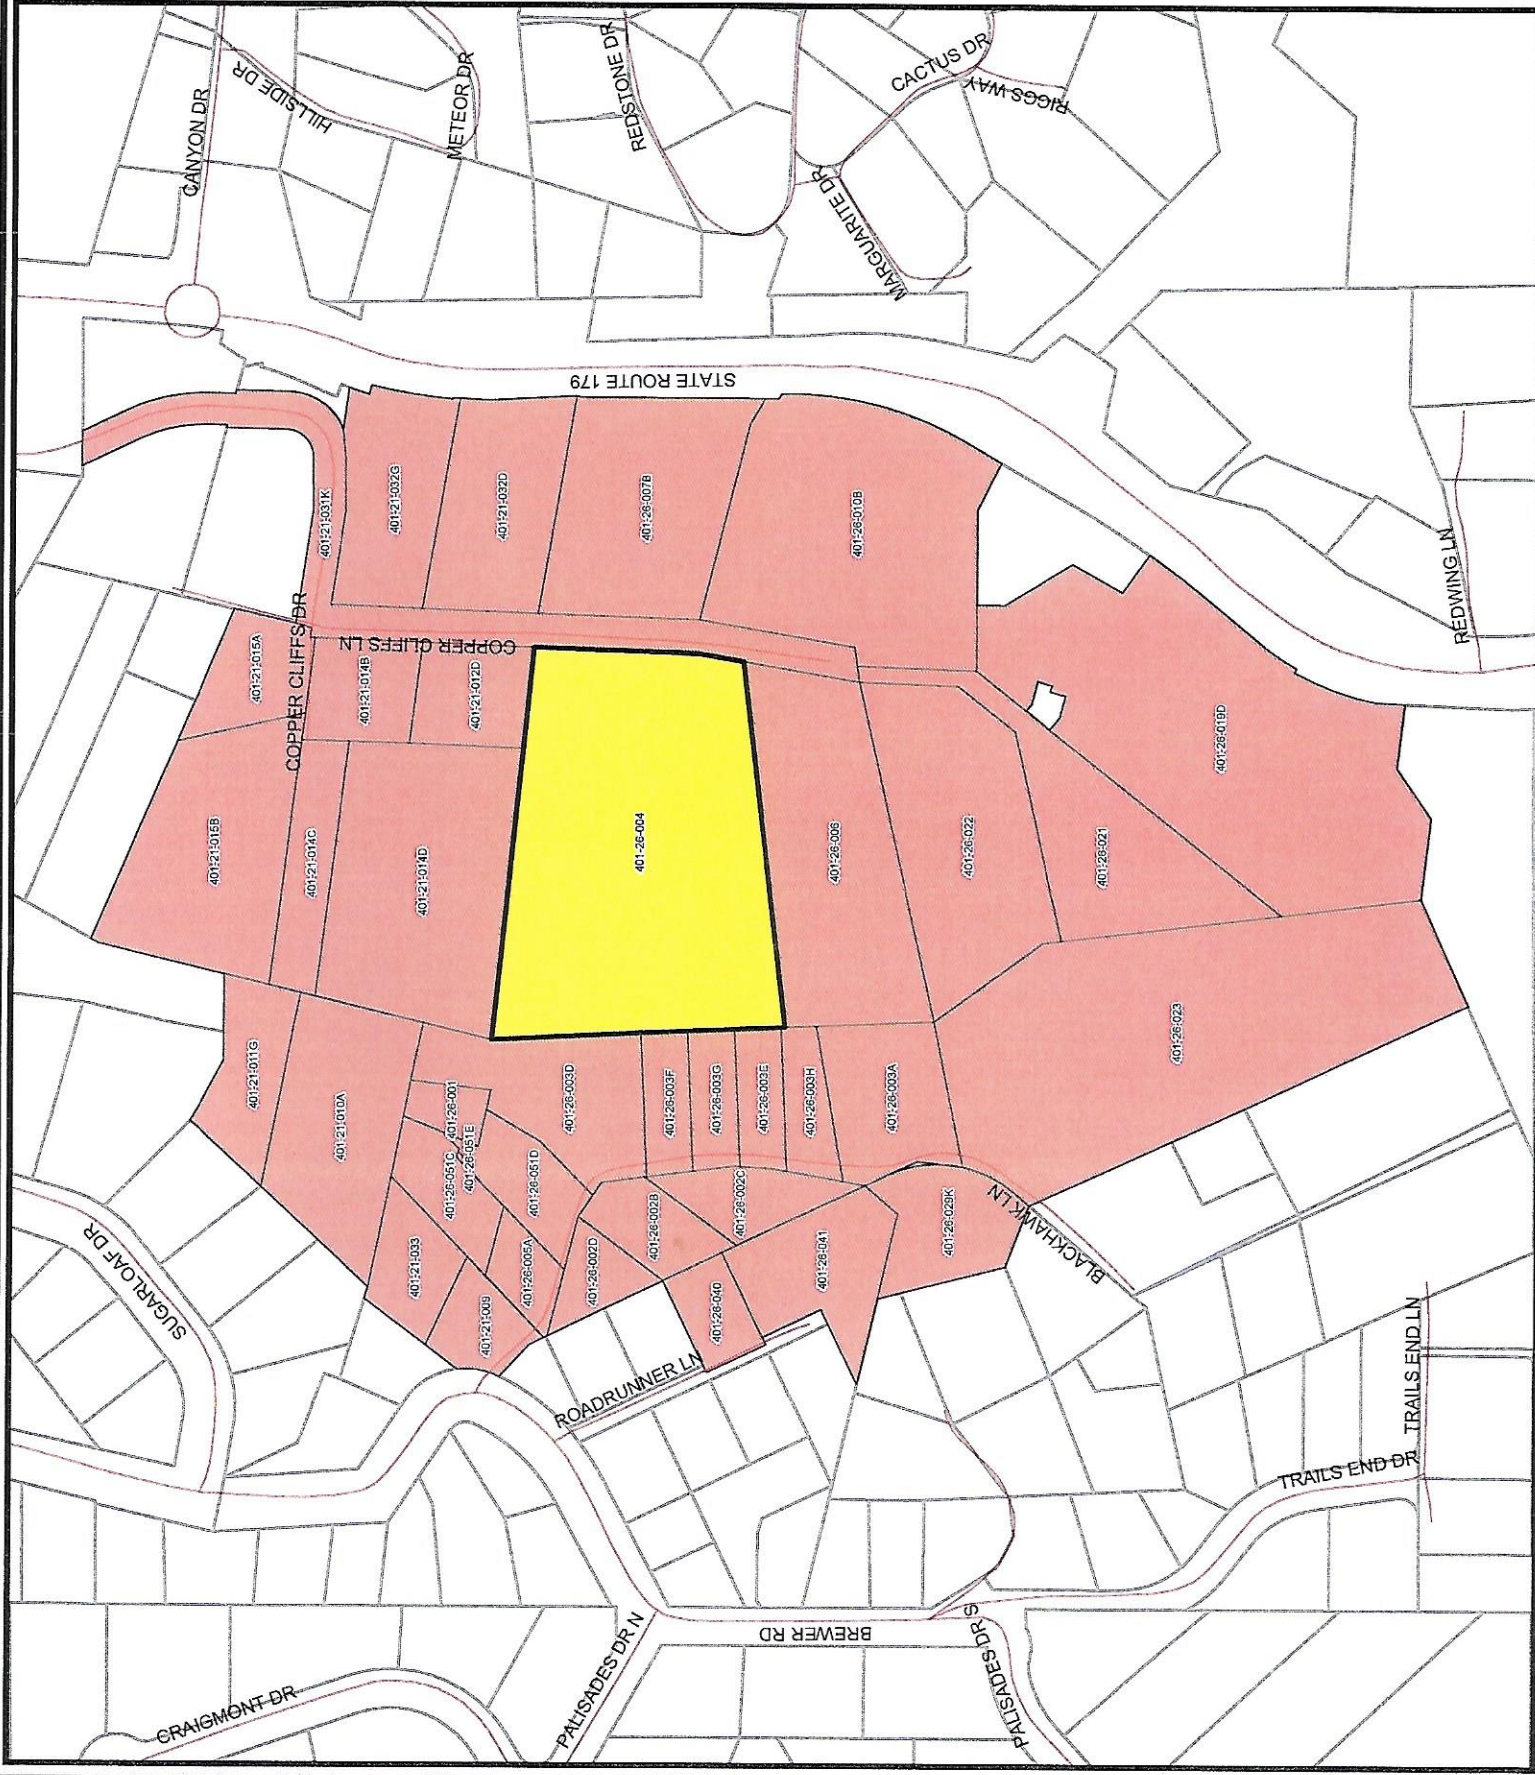 CANYON DR
HILLSIDE DR
METEOR DR
REDSTONE DR
CACTUS DR
RIGGS WAY
MARGUARITE DR
STATE ROUTE 179
401-21-031K
401-21-032G
401-21-032D
401-26-007B
401-26-010B
REDWING LN
COPPER CLIFFS DR
COPPER CLIFFS LN
401-21-015A
401-21-014B
401-21-012D
401-26-019D
401-21-015B
401-21-014C
401-21-014D
401-26-004
401-26-006
401-26-022
401-26-021
401-26-023
401-21-011G
401-21-010A
401-26-001
401-26-051E
401-26-051C
401-26-051D
401-26-003D
401-26-003F
401-26-003G
401-26-003E
401-26-003H
401-26-003A
401-21-033
401-21-009
401-26-005A
401-26-002D
401-26-002B
401-26-002C
401-26-040
401-26-041
401-26-029K
BLACKHAWK LN
SUGARLOAF DR
ROADRUNNER LN
TRAILS END LN
TRAILS END DR
BREWER RD
PALISADES DR N
PALISADES DR S
CRAIGMONT DR